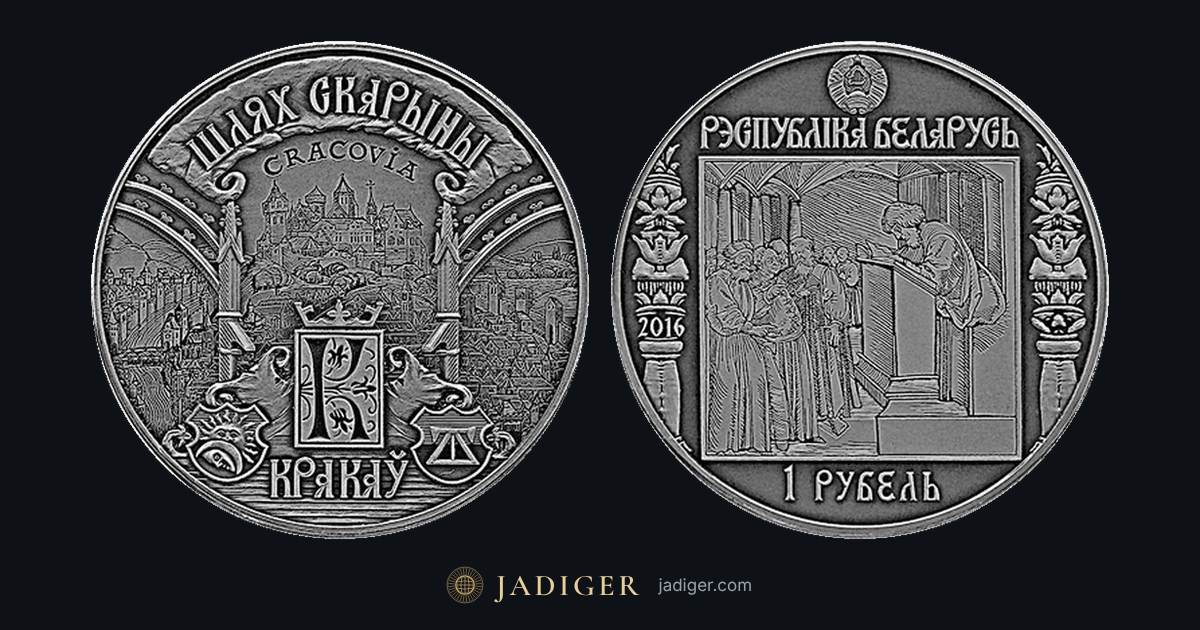 ШЛЯХ СКАРЫНЫ
CRACOVIA
К
КРАКАЎ
РЭСПУБЛІКА БЕЛАРУСЬ
2016
1 РУБЕЛЬ
JADIGER jadiger.com